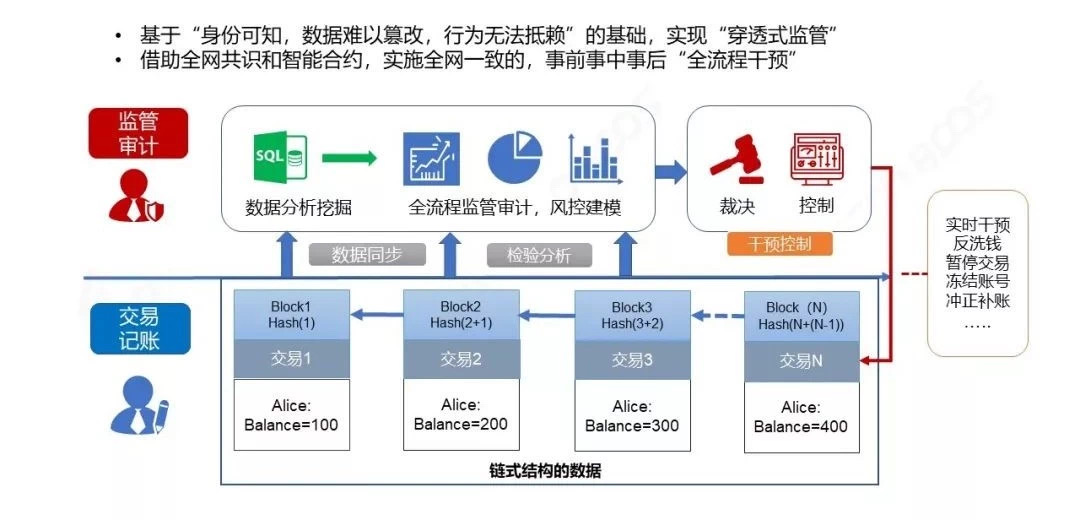 • 基于“身份可知，数据难以篡改，行为无法抵赖”的基础，实现“穿透式监管”
• 借助全网共识和智能合约，实施全网一致的，事前事中事后“全流程干预”
监管
审计
SQL
数据分析挖掘
全流程监管审计，风控建模
裁决
控制
数据同步
检验分析
干预控制
实时干预
反洗钱
暂停交易
冻结账号
冲正补账
…..
交易
记账
Block1
Hash(1)
交易1
Alice:
Balance=100
Block2
Hash(2+1)
交易2
Alice:
Balance=200
Block3
Hash(3+2)
交易3
Alice:
Balance=300
Block（N)
Hash(N+(N-1))
交易N
Alice:
Balance=400
链式结构的数据